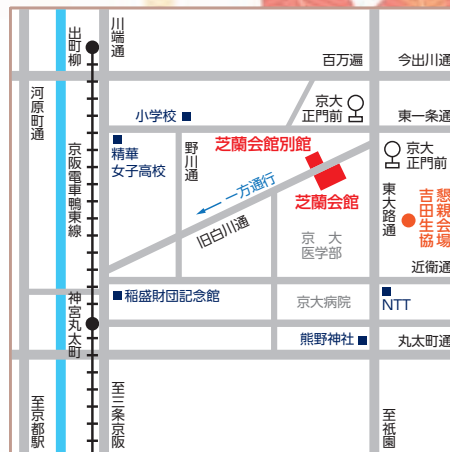 出町柳
川端通
百万遍
今出川通
河原町通
小学校
京大
正門前
東一条通
精華
女子高校
野川通
芝蘭会館別館
京大
正門前
京阪電車鴨東線
一方通行
旧白川通
芝蘭会館
東大路通
懇親会場
吉田生協
京大
医学部
近衛通
神宮丸太町
稲盛財団記念館
京大病院
NTT
熊野神社
丸太町通
至京都駅
至三条京阪
至祇園